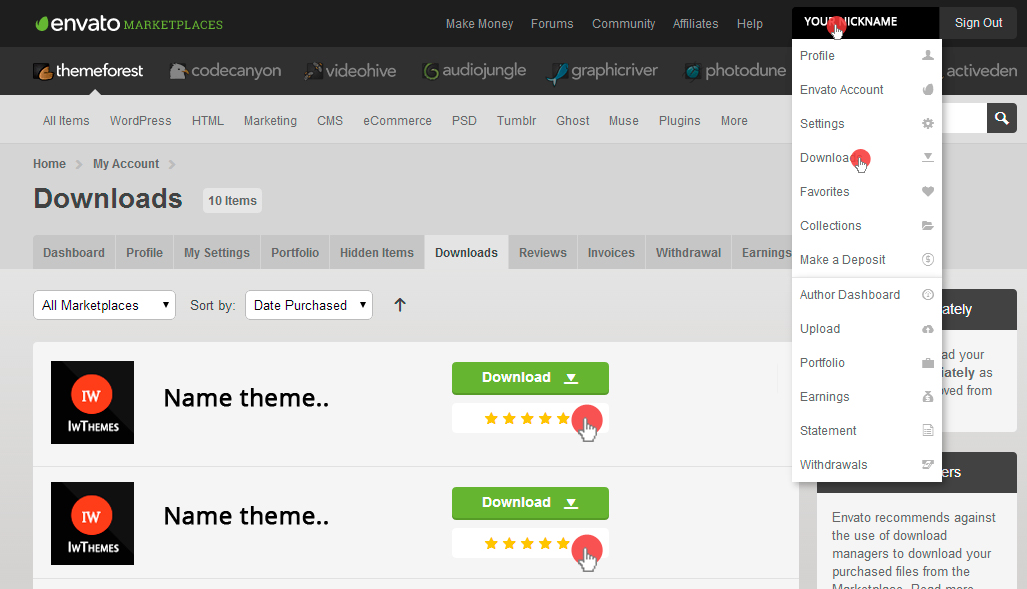 envato MARKETPLACES
Make Money Forums Community Affiliates Help
YOUR NICKNAME
Sign Out
themeforest codecanyon videohive audiojungle graphicriver photodune activeden
All Items WordPress HTML Marketing CMS eCommerce PSD Tumblr Ghost Muse Plugins More
Home My Account
Downloads 10 Items
Dashboard Profile My Settings Portfolio Hidden Items Downloads Reviews Invoices Withdrawal Earnings
All Marketplaces Sort by: Date Purchased
IW
IwThemes
Name theme..
Download
IW
IwThemes
Name theme..
Download
Profile
Envato Account
Settings
Downloa
Favorites
Collections
Make a Deposit
Author Dashboard
Upload
Portfolio
Earnings
Statement
Withdrawals
ately
ad your
iately as
oved from
ers
Envato recommends against
the use of download
managers to download your
purchased files from the
Marketplace. Read more